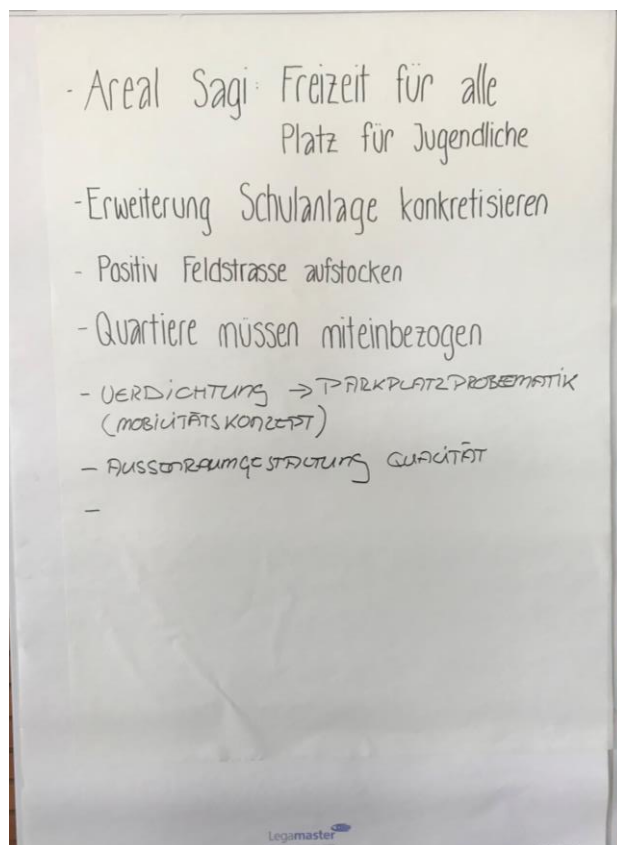 - Areal Sagi: Freizeit für alle
Platz für Jugendliche
- Erweiterung Schulanlage konkretisieren
- Positiv Feldstrasse aufstocken
- Quartiere müssen miteinbezogen
- VERDICHTUNG → PARKPLATZPROBLEMATIK
(MOBILITÄTSKONZEPT)
- AUSSENRAUMGESTALTUNG QUALITÄT
-
Legamaster